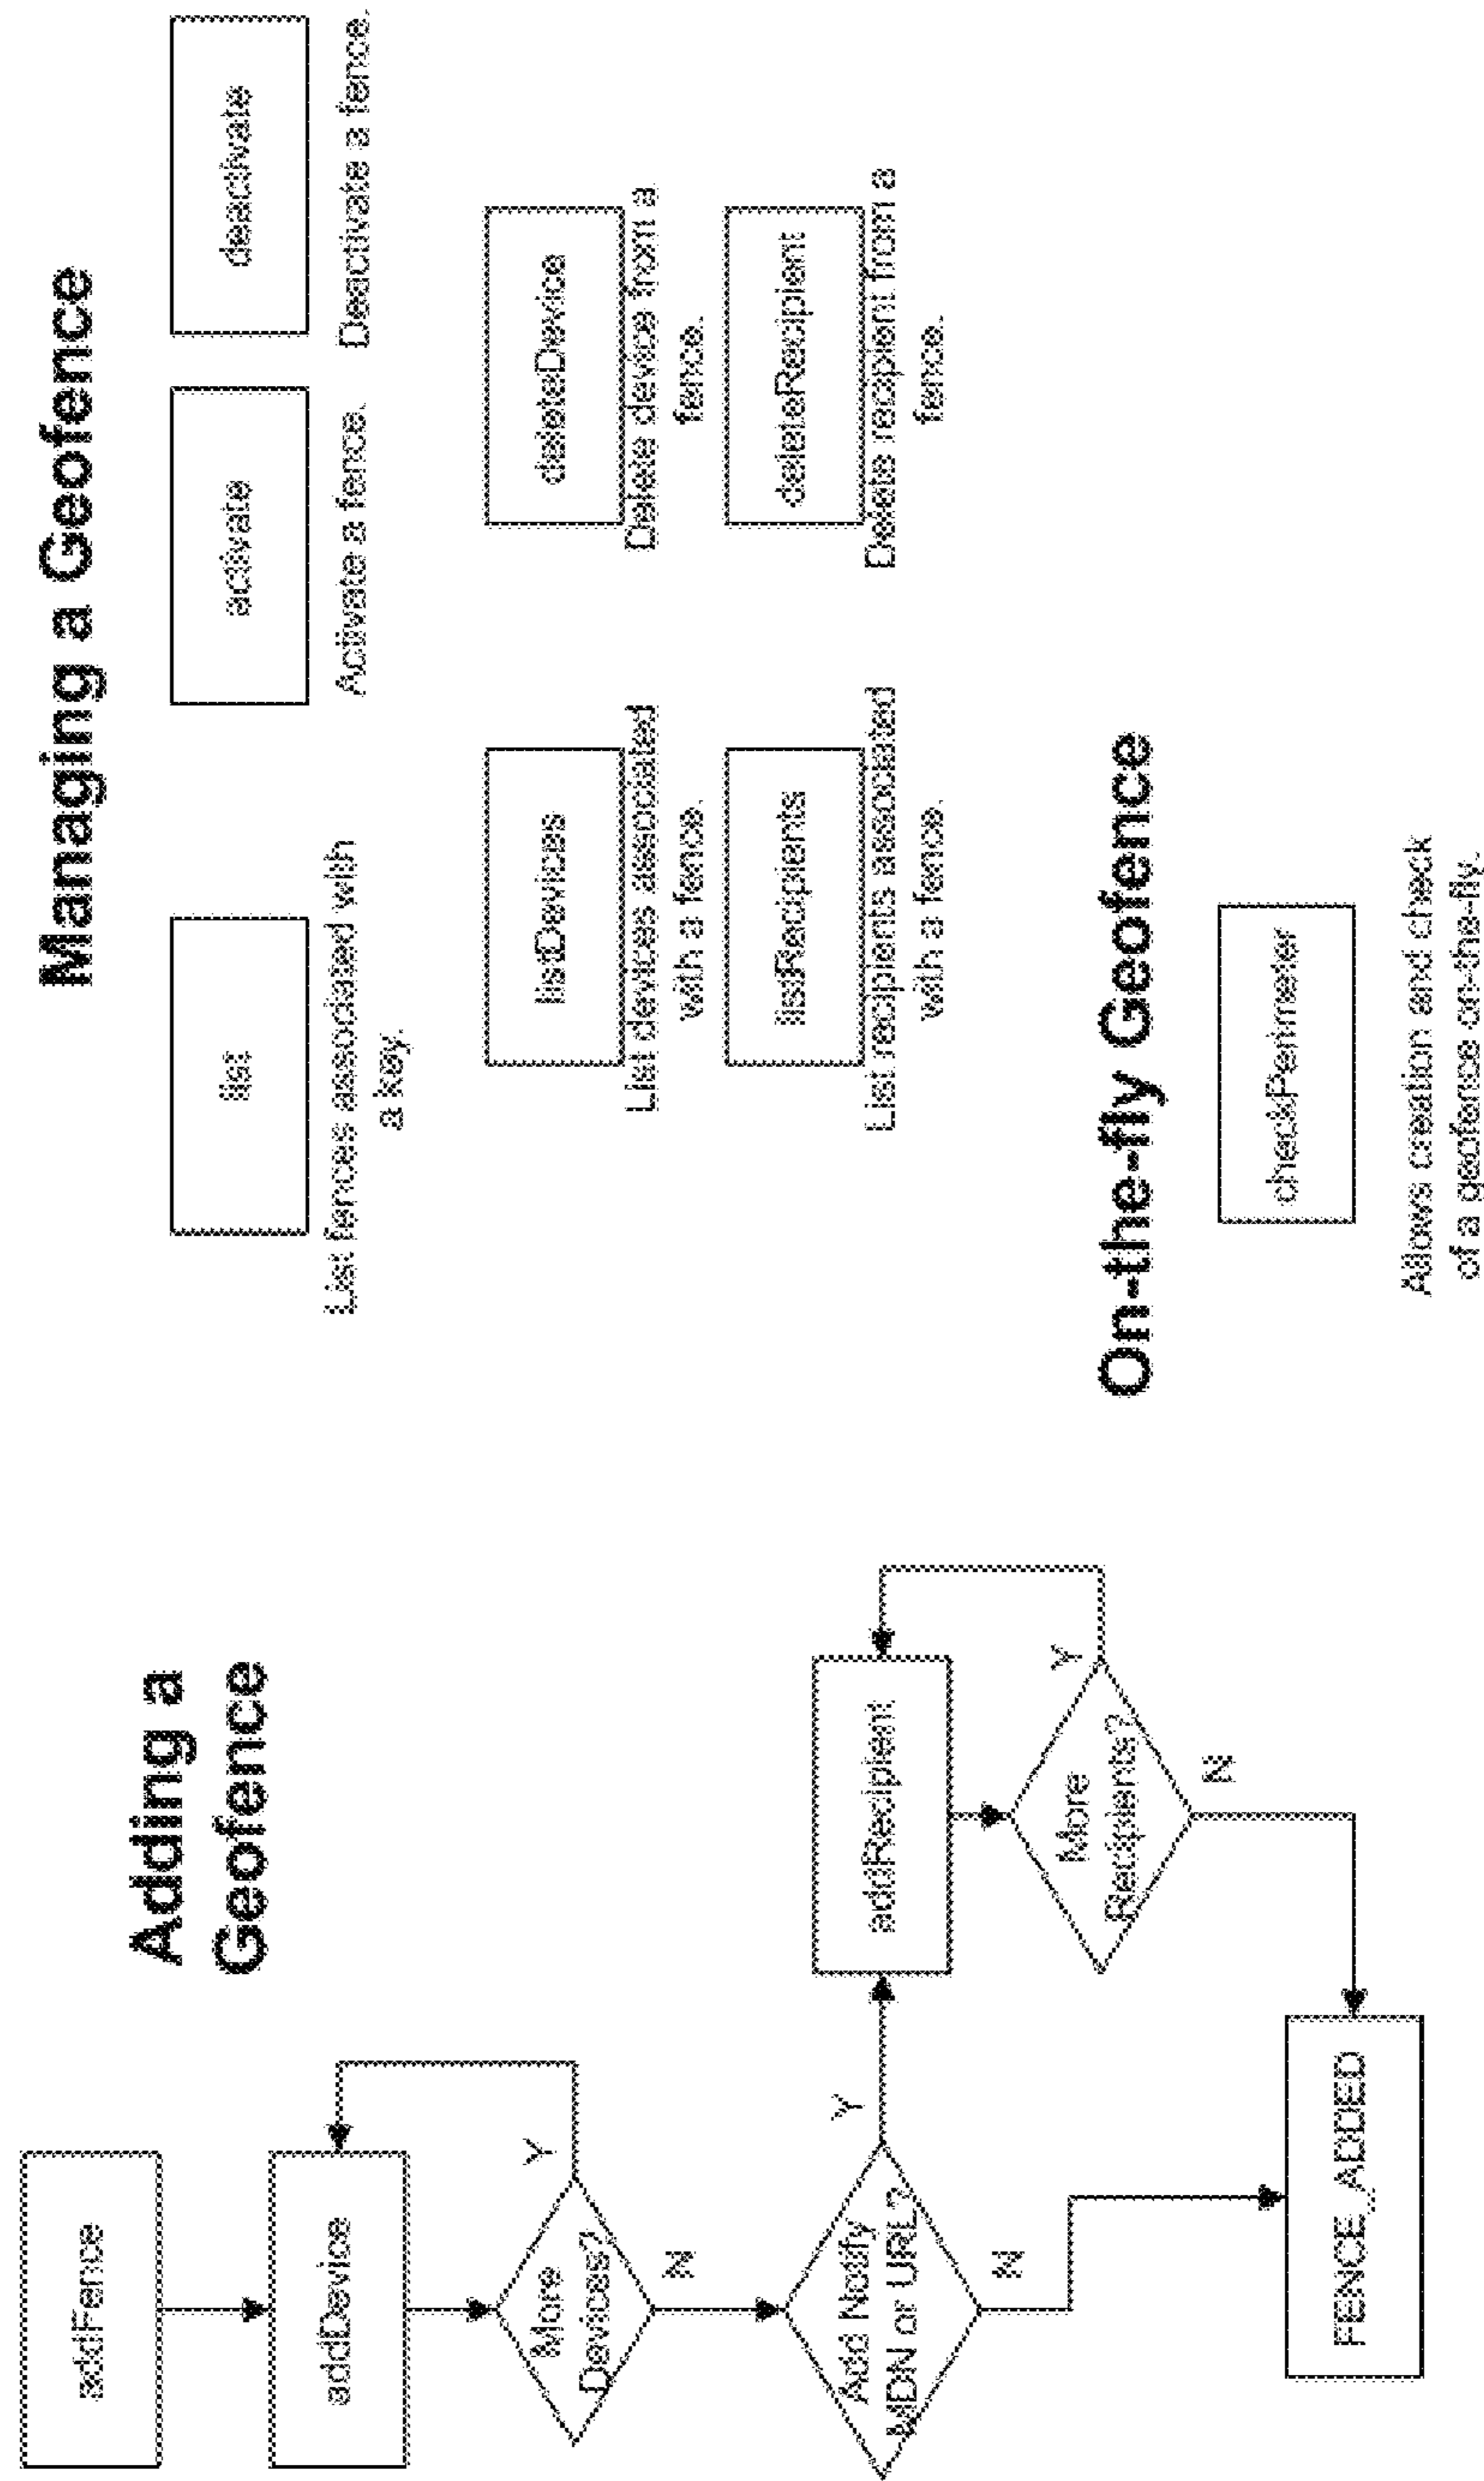 Adding a
Geofence
addFence
addDevice
More
Devices?
Y
N
Add Notify
MDN or URL?
Y
N
addRecipient
More
Recipients?
Y
N
FENCE_ADDED
Managing a Geofence
list
List fences associated with
a key.
activate
Activate a fence.
deactivate
Deactivate a fence.
listDevices
List devices associated
with a fence.
deleteDevice
Delete device from a
fence.
listRecipients
List recipients associated
with a fence.
deleteRecipient
Delete recipient from a
fence.
On-the-fly Geofence
checkPerimeter
Allows creation and check
of a geofence on-the-fly.